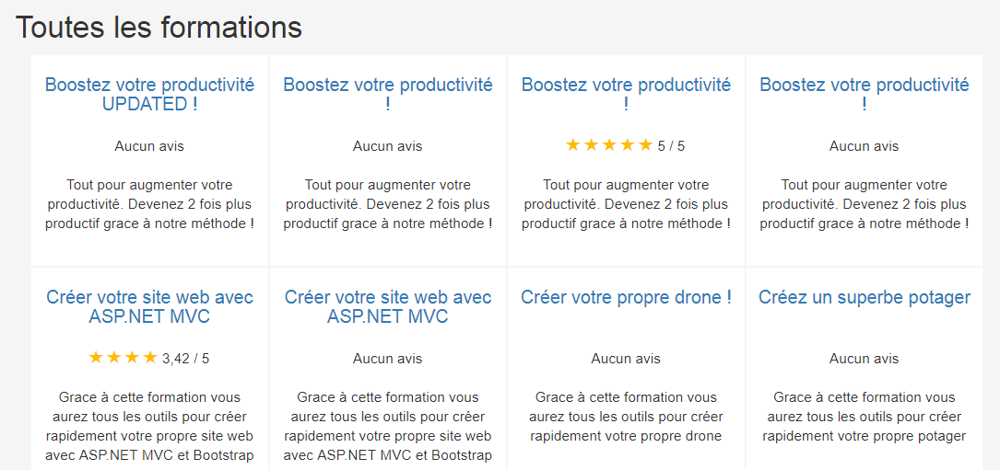 Toutes les formations
Boostez votre productivité
UPDATED !
Aucun avis
Tout pour augmenter votre
productivité. Devenez 2 fois plus
productif grace à notre méthode !
Boostez votre productivité
!
Aucun avis
Tout pour augmenter votre
productivité. Devenez 2 fois plus
productif grace à notre méthode !
Boostez votre productivité
!
★★★★★ 5 / 5
Tout pour augmenter votre
productivité. Devenez 2 fois plus
productif grace à notre méthode !
Boostez votre productivité
!
Aucun avis
Tout pour augmenter votre
productivité. Devenez 2 fois plus
productif grace à notre méthode !
Créer votre site web avec
ASP.NET MVC
★★★★ 3,42 / 5
Grace à cette formation vous
aurez tous les outils pour créer
rapidement votre propre site web
avec ASP.NET MVC et Bootstrap
Créer votre site web avec
ASP.NET MVC
Aucun avis
Grace à cette formation vous
aurez tous les outils pour créer
rapidement votre propre site web
avec ASP.NET MVC et Bootstrap
Créer votre propre drone !
Aucun avis
Grace à cette formation vous
aurez tous les outils pour créer
rapidement votre propre drone
Créez un superbe potager
Aucun avis
Grace à cette formation vous
aurez tous les outils pour créer
rapidement votre propre potager